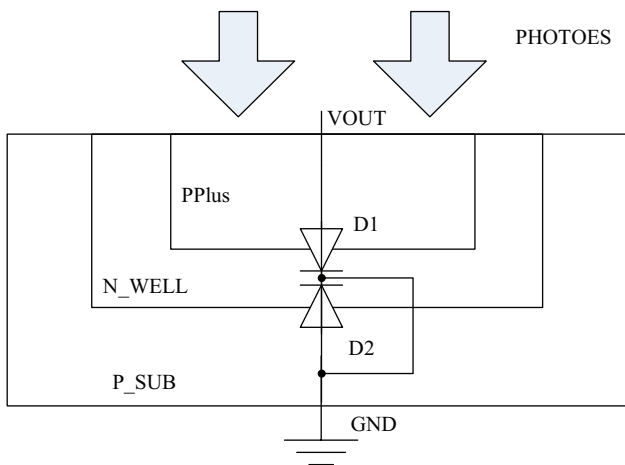 PHOTOES
VOUT
PPlus
D1
N_WELL
D2
P_SUB
GND